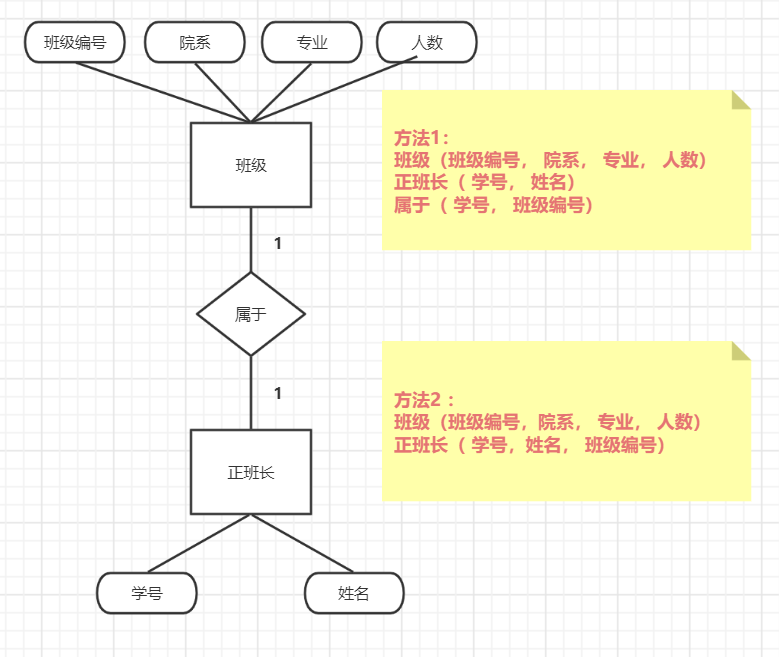 班级编号
院系
专业
人数
班级
1
属于
1
正班长
学号
姓名
方法1：
班级（班级编号， 院系， 专业， 人数）
正班长（ 学号， 姓名）
属于（ 学号， 班级编号）
方法2 ：
班级（班级编号，院系， 专业， 人数）
正班长（ 学号，姓名， 班级编号）